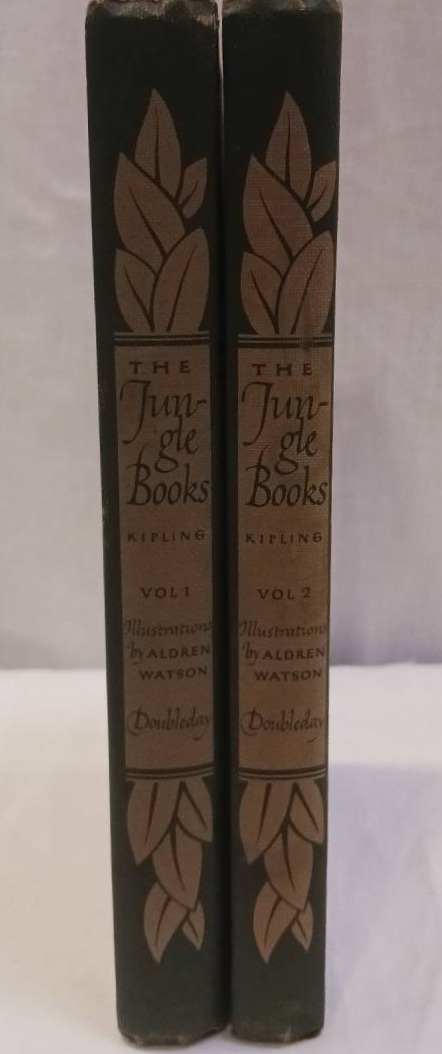 THE
Jun-
gle
Books
KIPLING
VOL 1
Illustrations
by ALDREN
WATSON
Doubleday
THE
Jun-
gle
Books
KIPLING
VOL 2
Illustrations
by ALDREN
WATSON
Doubleday